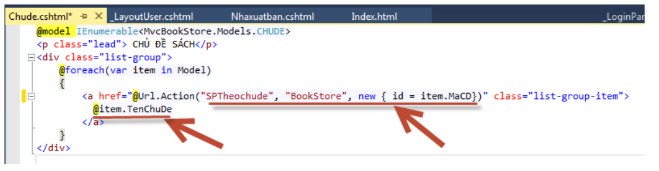 Chude.cshtml* _LayoutUser.cshtml Nhaxuatban.cshtml Index.html _LoginPar
@model IEnumerable<MvcBookStore.Models.CHUDE>
<p class="lead"> CHỦ ĐỀ SÁCH</p>
<div class="list-group">
@foreach(var item in Model)
{
<a href="@Url.Action("SPTheochude", "BookStore", new { id = item.MaCD})" class="list-group-item">
@item.TenChuDe
</a>
}
</div>